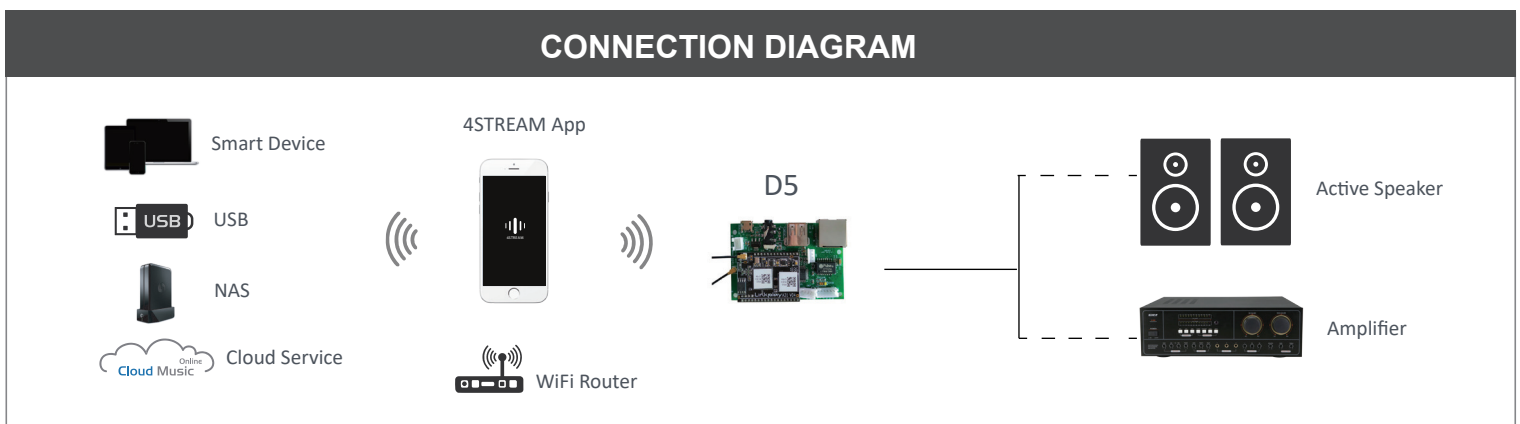 CONNECTION DIAGRAM
Smart Device
USB
USB
NAS
Online
Cloud Music
Cloud Service
4STREAM App
4STREAM
WiFi Router
D5
Active Speaker
Amplifier